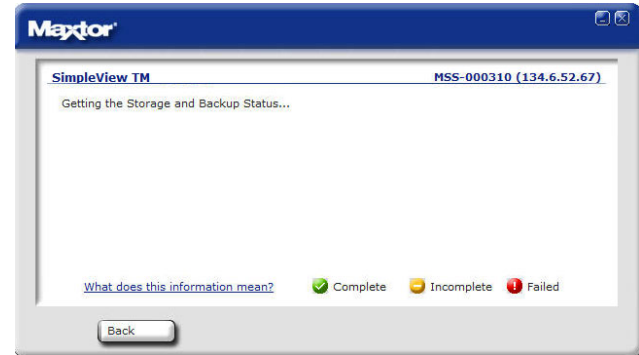 Maxtor
SimpleView TM MSS-000310 (134.6.52.67)
Getting the Storage and Backup Status...
What does this information mean? Complete Incomplete Failed
Back